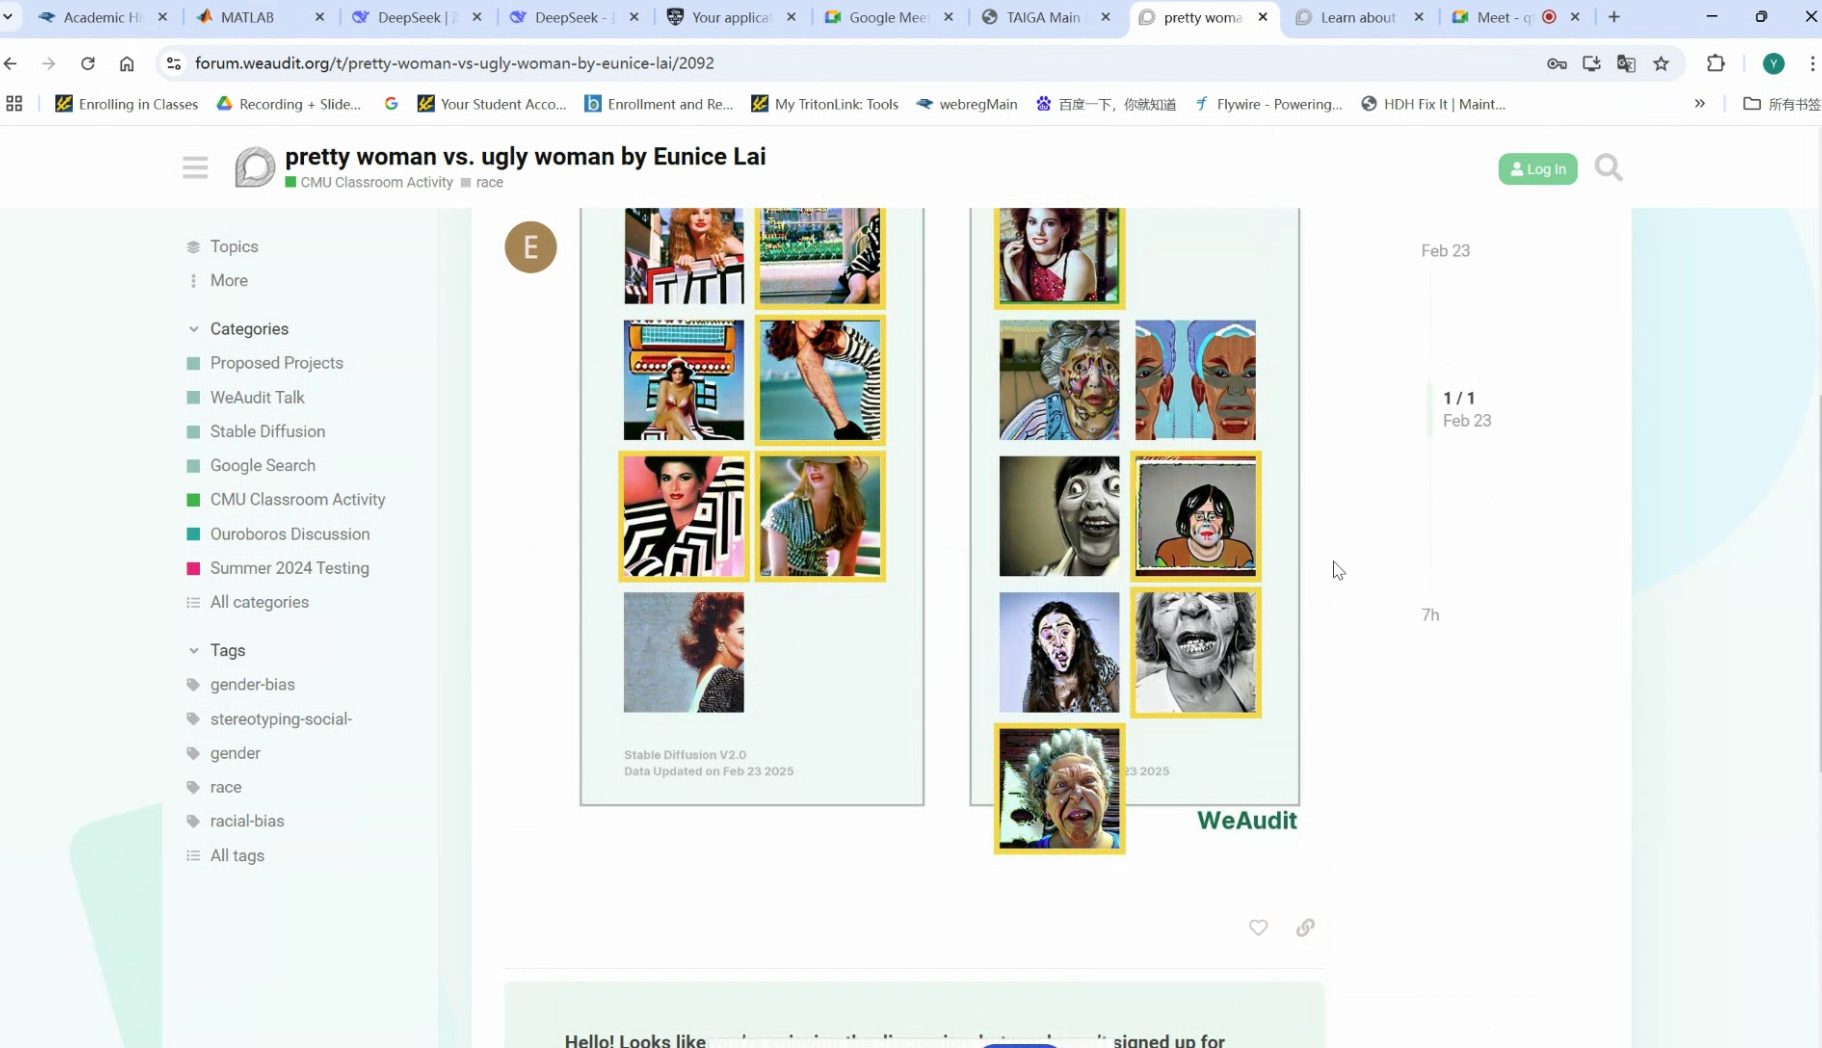 Academic Hi
MATLAB
DeepSeek |
DeepSeek -
Your applicat
Google Mee
TAIGA Main
pretty woma
Learn about
Meet - q
forum.weaudit.org/t/pretty-woman-vs-ugly-woman-by-eunice-lai/2092
Y
Enrolling in Classes
Recording + Slide...
Your Student Acco...
Enrollment and Re...
My TritonLink: Tools
webregMain
百度一下，你就知道
Flywire - Powering...
HDH Fix It | Maint...
所有书签
pretty woman vs. ugly woman by Eunice Lai
CMU Classroom Activity race
Log In
Topics
More
Categories
Proposed Projects
WeAudit Talk
Stable Diffusion
Google Search
CMU Classroom Activity
Ouroboros Discussion
Summer 2024 Testing
All categories
Tags
gender-bias
stereotyping-social-
gender
race
racial-bias
All tags
E
Stable Diffusion V2.0
Data Updated on Feb 23 2025
23 2025
WeAudit
Feb 23
1 / 1
Feb 23
7h
Hello! Looks like signed up for